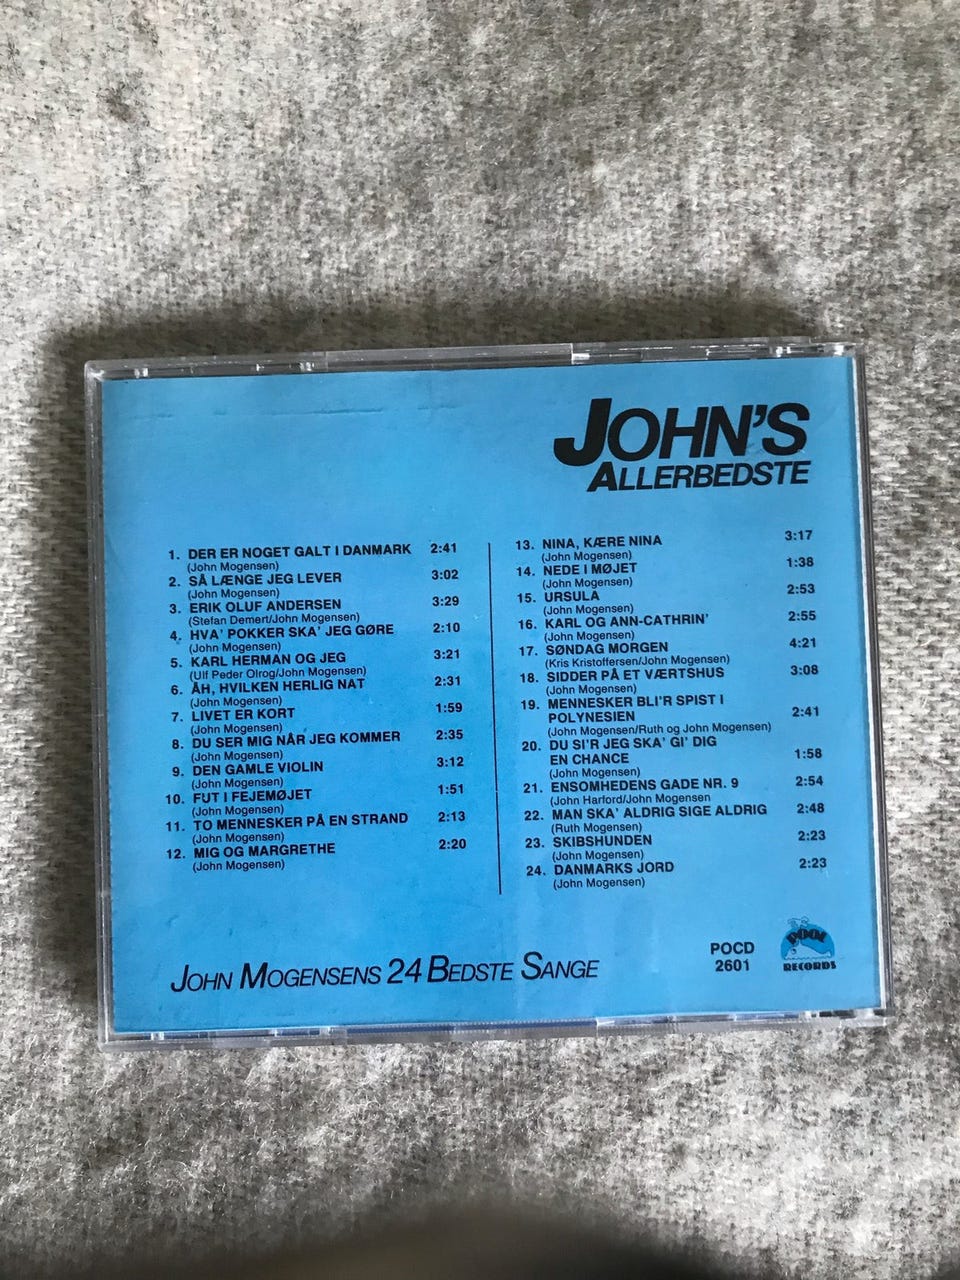 JOHN'S
ALLERBEDSTE
1. DER ER NOGET GALT I DANMARK 2:41
(John Mogensen)
2. SÅ LÆNGE JEG LEVER 3:02
(John Mogensen)
3. ERIK OLUF ANDERSEN 3:29
(Stefan Demert/John Mogensen)
4. HVA' POKKER SKA' JEG GØRE 2:10
(John Mogensen)
5. KARL HERMAN OG JEG 3:21
(Ulf Peder Olrog/John Mogensen)
6. ÅH, HVILKEN HERLIG NAT 2:31
(John Mogensen)
7. LIVET ER KORT 1:59
(John Mogensen)
8. DU SER MIG NÅR JEG KOMMER 2:35
(John Mogensen)
9. DEN GAMLE VIOLIN 3:12
(John Mogensen)
10. FUT I FEJEMØJET 1:51
(John Mogensen)
11. TO MENNESKER PÅ EN STRAND 2:13
(John Mogensen)
12. MIG OG MARGRETHE 2:20
(John Mogensen)
13. NINA, KÆRE NINA 3:17
(John Mogensen)
14. NEDE I MØJET 1:38
(John Mogensen)
15. URSULA 2:53
(John Mogensen)
16. KARL OG ANN-CATHRIN' 2:55
(John Mogensen)
17. SØNDAG MORGEN 4:21
(Kris Kristoffersen/John Mogensen)
18. SIDDER PÅ ET VÆRTSHUS 3:08
(John Mogensen)
19. MENNESKER BLI'R SPIST I
POLYNESIEN 2:41
(John Mogensen/Ruth og John Mogensen)
20. DU SI'R JEG SKA' GI' DIG
EN CHANCE 1:58
(John Mogensen)
21. ENSOMHEDENS GADE NR. 9 2:54
(John Harford/John Mogensen
22. MAN SKA' ALDRIG SIGE ALDRIG 2:48
(Ruth Mogensen)
23. SKIBSHUNDEN 2:23
(John Mogensen)
24. DANMARKS JORD 2:23
(John Mogensen)
JOHN MOGENSENS 24 BEDSTE SANGE
POCD
2601
POOL
RECORDS